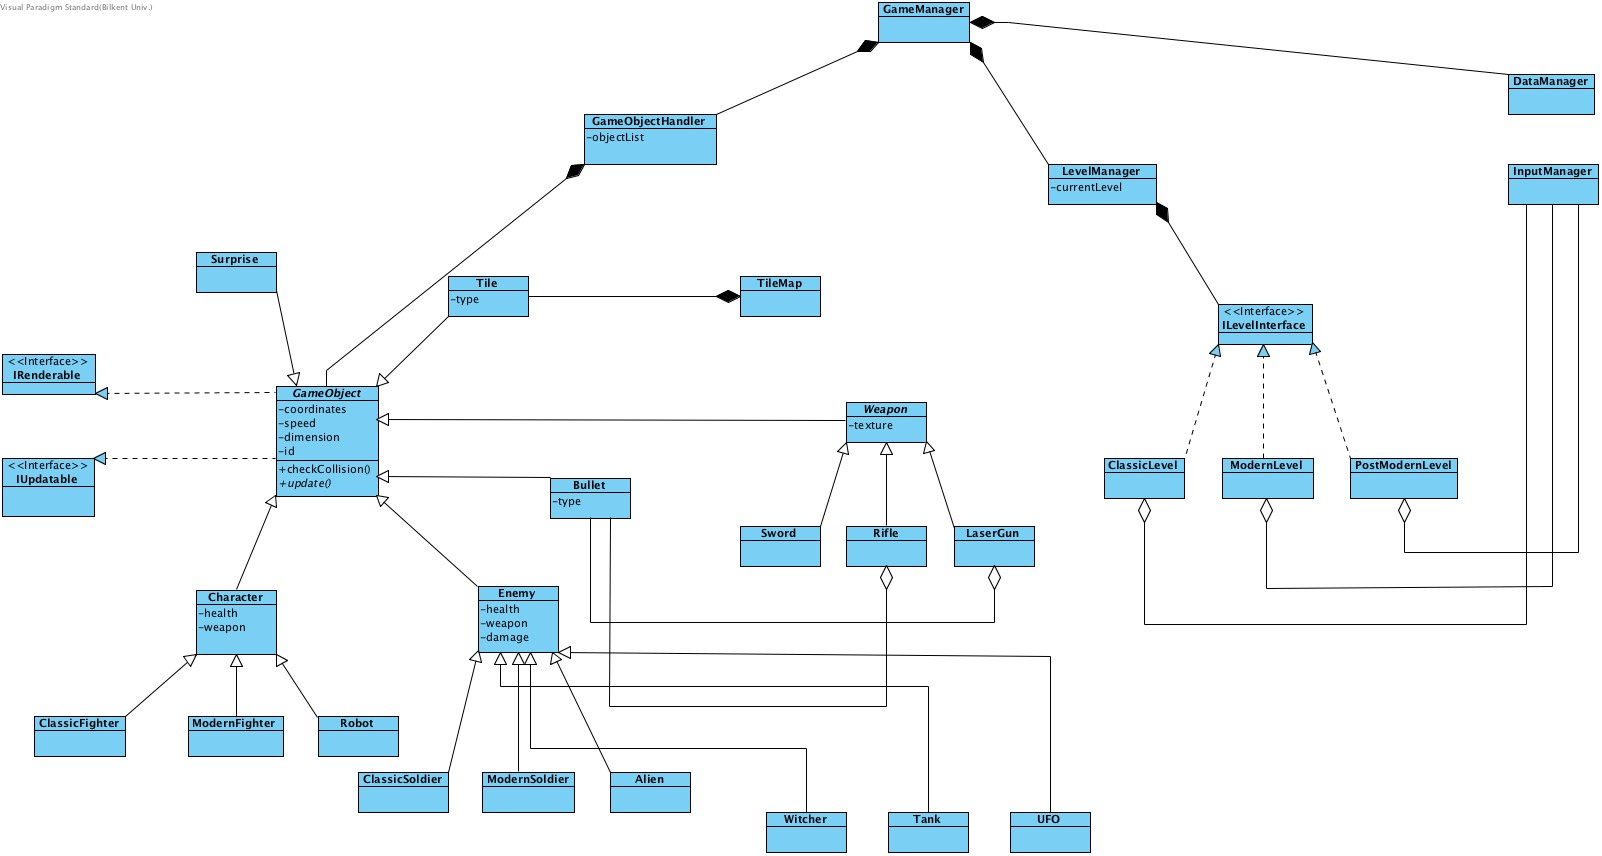 Visual Paradigm Standard(Bilkent Univ.)
GameManager
DataManager
GameObjectHandler
-objectList
LevelManager
-currentLevel
InputManager
Surprise
Tile
-type
TileMap
<<Interface>>
ILevelInterface
<<Interface>>
IRenderable
GameObject
-coordinates
-speed
-dimension
-id
+checkCollision()
+update()
Weapon
-texture
<<Interface>>
IUpdatable
Bullet
-type
ClassicLevel
ModernLevel
PostModernLevel
Sword
Rifle
LaserGun
Character
-health
-weapon
Enemy
-health
-weapon
-damage
ClassicFighter
ModernFighter
Robot
ClassicSoldier
ModernSoldier
Alien
Witcher
Tank
UFO